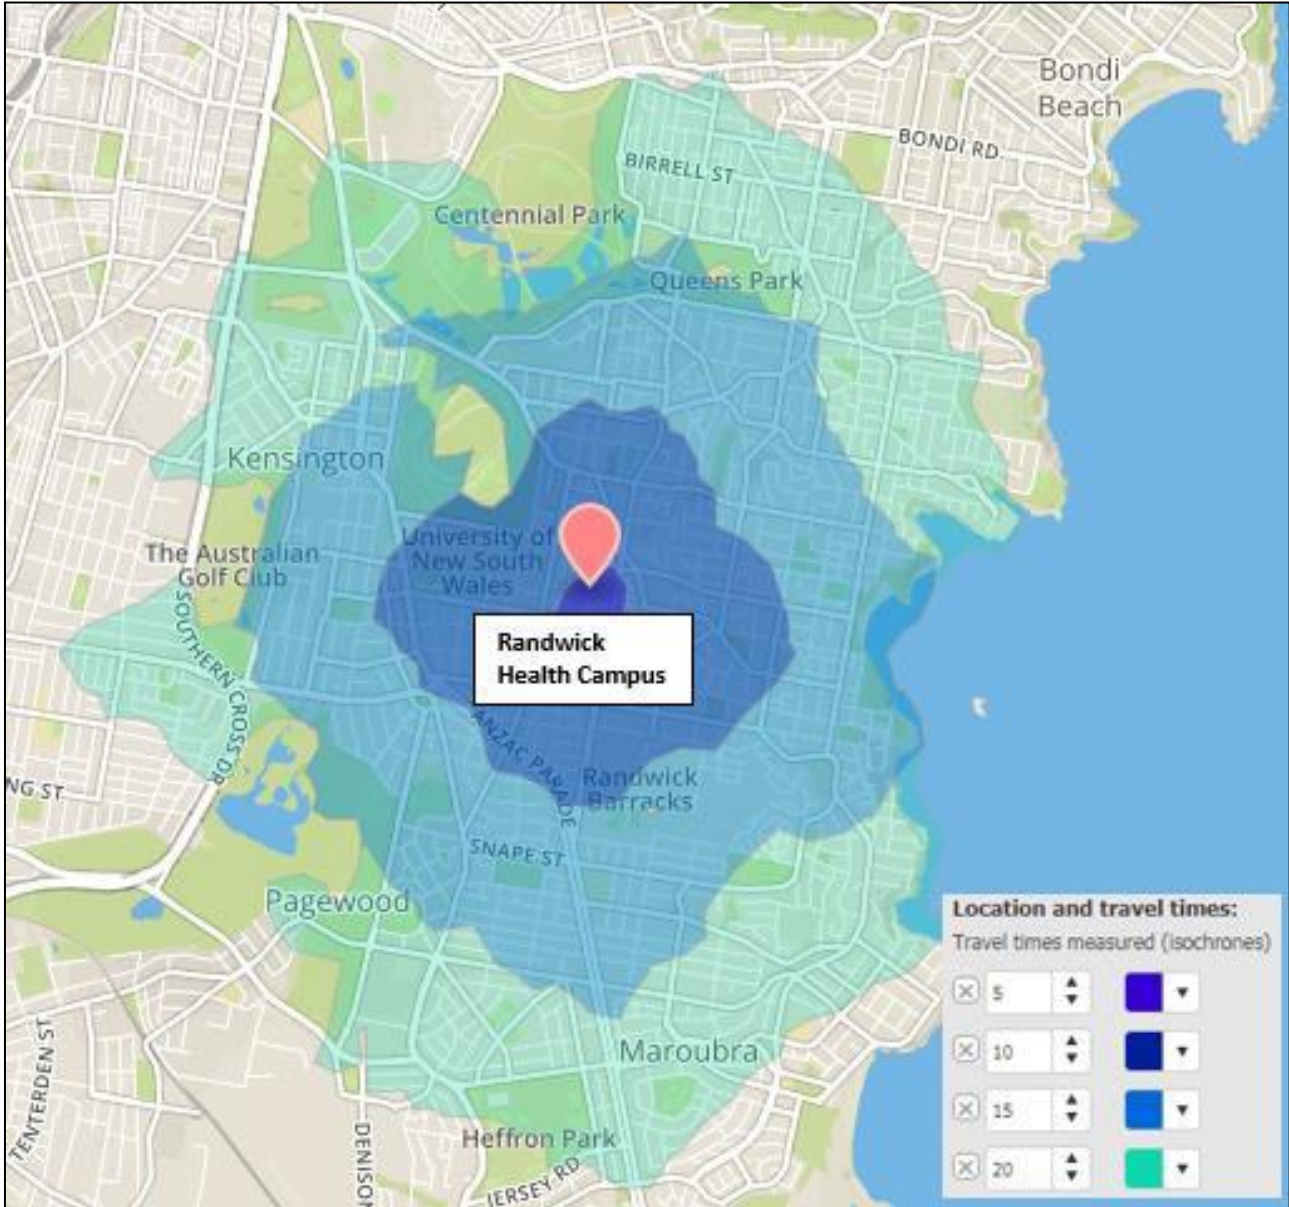 Bondi
Beach
BONDI RD
BIRRELL ST
Centennial Park
Queens Park
Kensington
University of
New South
Wales
The Australian
Golf Club
SOUTHERN CROSS DR
Randwick
Health Campus
ANZAC PARADE
Randwick
Barracks
NG ST
SNAPE ST
Pagewood
Maroubra
Heffron Park
JERSEY RD
DENISON
TENTERDEN ST
Location and travel times:
Travel times measured (isochrones)
5
10
15
20